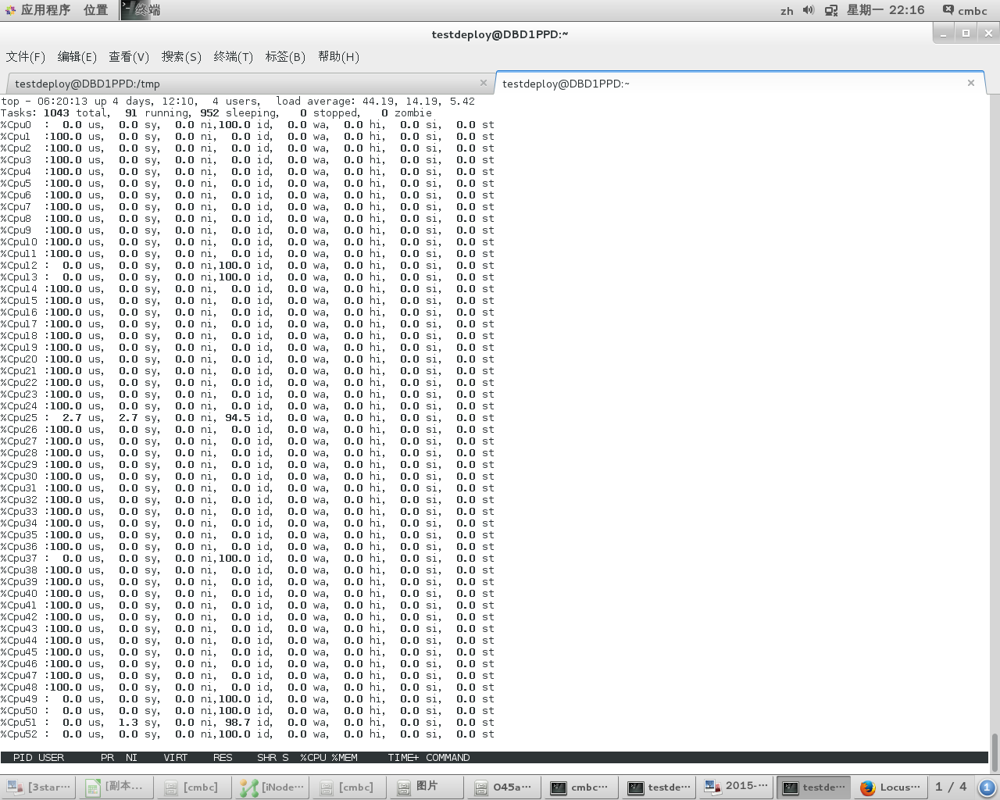 应用程序 位置 终端 zh 星期一 22:16 cmbc
testdeploy@DBD1PPD:~
文件(F) 编辑(E) 查看(V) 搜索(S) 终端(T) 标签(B) 帮助(H)
testdeploy@DBD1PPD:/tmp × testdeploy@DBD1PPD:~ ×
top - 06:20:13 up 4 days, 12:10,  4 users,  load average: 44.19, 14.19, 5.42
Tasks: 1043 total,  91 running, 952 sleeping,   0 stopped,   0 zombie
%Cpu0  :  0.0 us,  0.0 sy,  0.0 ni,100.0 id,  0.0 wa,  0.0 hi,  0.0 si,  0.0 st
%Cpu1  :100.0 us,  0.0 sy,  0.0 ni,  0.0 id,  0.0 wa,  0.0 hi,  0.0 si,  0.0 st
%Cpu2  :100.0 us,  0.0 sy,  0.0 ni,  0.0 id,  0.0 wa,  0.0 hi,  0.0 si,  0.0 st
%Cpu3  :100.0 us,  0.0 sy,  0.0 ni,  0.0 id,  0.0 wa,  0.0 hi,  0.0 si,  0.0 st
%Cpu4  :100.0 us,  0.0 sy,  0.0 ni,  0.0 id,  0.0 wa,  0.0 hi,  0.0 si,  0.0 st
%Cpu5  :100.0 us,  0.0 sy,  0.0 ni,  0.0 id,  0.0 wa,  0.0 hi,  0.0 si,  0.0 st
%Cpu6  :100.0 us,  0.0 sy,  0.0 ni,  0.0 id,  0.0 wa,  0.0 hi,  0.0 si,  0.0 st
%Cpu7  :100.0 us,  0.0 sy,  0.0 ni,  0.0 id,  0.0 wa,  0.0 hi,  0.0 si,  0.0 st
%Cpu8  :100.0 us,  0.0 sy,  0.0 ni,  0.0 id,  0.0 wa,  0.0 hi,  0.0 si,  0.0 st
%Cpu9  :100.0 us,  0.0 sy,  0.0 ni,  0.0 id,  0.0 wa,  0.0 hi,  0.0 si,  0.0 st
%Cpu10 :100.0 us,  0.0 sy,  0.0 ni,  0.0 id,  0.0 wa,  0.0 hi,  0.0 si,  0.0 st
%Cpu11 :100.0 us,  0.0 sy,  0.0 ni,  0.0 id,  0.0 wa,  0.0 hi,  0.0 si,  0.0 st
%Cpu12 :  0.0 us,  0.0 sy,  0.0 ni,100.0 id,  0.0 wa,  0.0 hi,  0.0 si,  0.0 st
%Cpu13 :  0.0 us,  0.0 sy,  0.0 ni,100.0 id,  0.0 wa,  0.0 hi,  0.0 si,  0.0 st
%Cpu14 :100.0 us,  0.0 sy,  0.0 ni,  0.0 id,  0.0 wa,  0.0 hi,  0.0 si,  0.0 st
%Cpu15 :100.0 us,  0.0 sy,  0.0 ni,  0.0 id,  0.0 wa,  0.0 hi,  0.0 si,  0.0 st
%Cpu16 :100.0 us,  0.0 sy,  0.0 ni,  0.0 id,  0.0 wa,  0.0 hi,  0.0 si,  0.0 st
%Cpu17 :100.0 us,  0.0 sy,  0.0 ni,  0.0 id,  0.0 wa,  0.0 hi,  0.0 si,  0.0 st
%Cpu18 :100.0 us,  0.0 sy,  0.0 ni,  0.0 id,  0.0 wa,  0.0 hi,  0.0 si,  0.0 st
%Cpu19 :100.0 us,  0.0 sy,  0.0 ni,  0.0 id,  0.0 wa,  0.0 hi,  0.0 si,  0.0 st
%Cpu20 :100.0 us,  0.0 sy,  0.0 ni,  0.0 id,  0.0 wa,  0.0 hi,  0.0 si,  0.0 st
%Cpu21 :100.0 us,  0.0 sy,  0.0 ni,  0.0 id,  0.0 wa,  0.0 hi,  0.0 si,  0.0 st
%Cpu22 :100.0 us,  0.0 sy,  0.0 ni,  0.0 id,  0.0 wa,  0.0 hi,  0.0 si,  0.0 st
%Cpu23 :100.0 us,  0.0 sy,  0.0 ni,  0.0 id,  0.0 wa,  0.0 hi,  0.0 si,  0.0 st
%Cpu24 :100.0 us,  0.0 sy,  0.0 ni,  0.0 id,  0.0 wa,  0.0 hi,  0.0 si,  0.0 st
%Cpu25 :  2.7 us,  2.7 sy,  0.0 ni, 94.5 id,  0.0 wa,  0.0 hi,  0.0 si,  0.0 st
%Cpu26 :100.0 us,  0.0 sy,  0.0 ni,  0.0 id,  0.0 wa,  0.0 hi,  0.0 si,  0.0 st
%Cpu27 :100.0 us,  0.0 sy,  0.0 ni,  0.0 id,  0.0 wa,  0.0 hi,  0.0 si,  0.0 st
%Cpu28 :100.0 us,  0.0 sy,  0.0 ni,  0.0 id,  0.0 wa,  0.0 hi,  0.0 si,  0.0 st
%Cpu29 :100.0 us,  0.0 sy,  0.0 ni,  0.0 id,  0.0 wa,  0.0 hi,  0.0 si,  0.0 st
%Cpu30 :100.0 us,  0.0 sy,  0.0 ni,  0.0 id,  0.0 wa,  0.0 hi,  0.0 si,  0.0 st
%Cpu31 :100.0 us,  0.0 sy,  0.0 ni,  0.0 id,  0.0 wa,  0.0 hi,  0.0 si,  0.0 st
%Cpu32 :100.0 us,  0.0 sy,  0.0 ni,  0.0 id,  0.0 wa,  0.0 hi,  0.0 si,  0.0 st
%Cpu33 :100.0 us,  0.0 sy,  0.0 ni,  0.0 id,  0.0 wa,  0.0 hi,  0.0 si,  0.0 st
%Cpu34 :100.0 us,  0.0 sy,  0.0 ni,  0.0 id,  0.0 wa,  0.0 hi,  0.0 si,  0.0 st
%Cpu35 :100.0 us,  0.0 sy,  0.0 ni,  0.0 id,  0.0 wa,  0.0 hi,  0.0 si,  0.0 st
%Cpu36 :100.0 us,  0.0 sy,  0.0 ni,  0.0 id,  0.0 wa,  0.0 hi,  0.0 si,  0.0 st
%Cpu37 :  0.0 us,  0.0 sy,  0.0 ni,100.0 id,  0.0 wa,  0.0 hi,  0.0 si,  0.0 st
%Cpu38 :100.0 us,  0.0 sy,  0.0 ni,  0.0 id,  0.0 wa,  0.0 hi,  0.0 si,  0.0 st
%Cpu39 :100.0 us,  0.0 sy,  0.0 ni,  0.0 id,  0.0 wa,  0.0 hi,  0.0 si,  0.0 st
%Cpu40 :100.0 us,  0.0 sy,  0.0 ni,  0.0 id,  0.0 wa,  0.0 hi,  0.0 si,  0.0 st
%Cpu41 :100.0 us,  0.0 sy,  0.0 ni,  0.0 id,  0.0 wa,  0.0 hi,  0.0 si,  0.0 st
%Cpu42 :100.0 us,  0.0 sy,  0.0 ni,  0.0 id,  0.0 wa,  0.0 hi,  0.0 si,  0.0 st
%Cpu43 :100.0 us,  0.0 sy,  0.0 ni,  0.0 id,  0.0 wa,  0.0 hi,  0.0 si,  0.0 st
%Cpu44 :100.0 us,  0.0 sy,  0.0 ni,  0.0 id,  0.0 wa,  0.0 hi,  0.0 si,  0.0 st
%Cpu45 :100.0 us,  0.0 sy,  0.0 ni,  0.0 id,  0.0 wa,  0.0 hi,  0.0 si,  0.0 st
%Cpu46 :100.0 us,  0.0 sy,  0.0 ni,  0.0 id,  0.0 wa,  0.0 hi,  0.0 si,  0.0 st
%Cpu47 :100.0 us,  0.0 sy,  0.0 ni,  0.0 id,  0.0 wa,  0.0 hi,  0.0 si,  0.0 st
%Cpu48 :100.0 us,  0.0 sy,  0.0 ni,  0.0 id,  0.0 wa,  0.0 hi,  0.0 si,  0.0 st
%Cpu49 :  0.0 us,  0.0 sy,  0.0 ni,100.0 id,  0.0 wa,  0.0 hi,  0.0 si,  0.0 st
%Cpu50 :  0.0 us,  0.0 sy,  0.0 ni,100.0 id,  0.0 wa,  0.0 hi,  0.0 si,  0.0 st
%Cpu51 :  0.0 us,  1.3 sy,  0.0 ni, 98.7 id,  0.0 wa,  0.0 hi,  0.0 si,  0.0 st
%Cpu52 :  0.0 us,  0.0 sy,  0.0 ni,100.0 id,  0.0 wa,  0.0 hi,  0.0 si,  0.0 st
PID USER      PR  NI    VIRT    RES    SHR S  %CPU %MEM     TIME+ COMMAND
[3star··· [副本··· [cmbc] [iNode··· [cmbc] 图片 O45a··· cmbc··· testde··· 2015-··· testde··· Locus··· 1 / 4 1